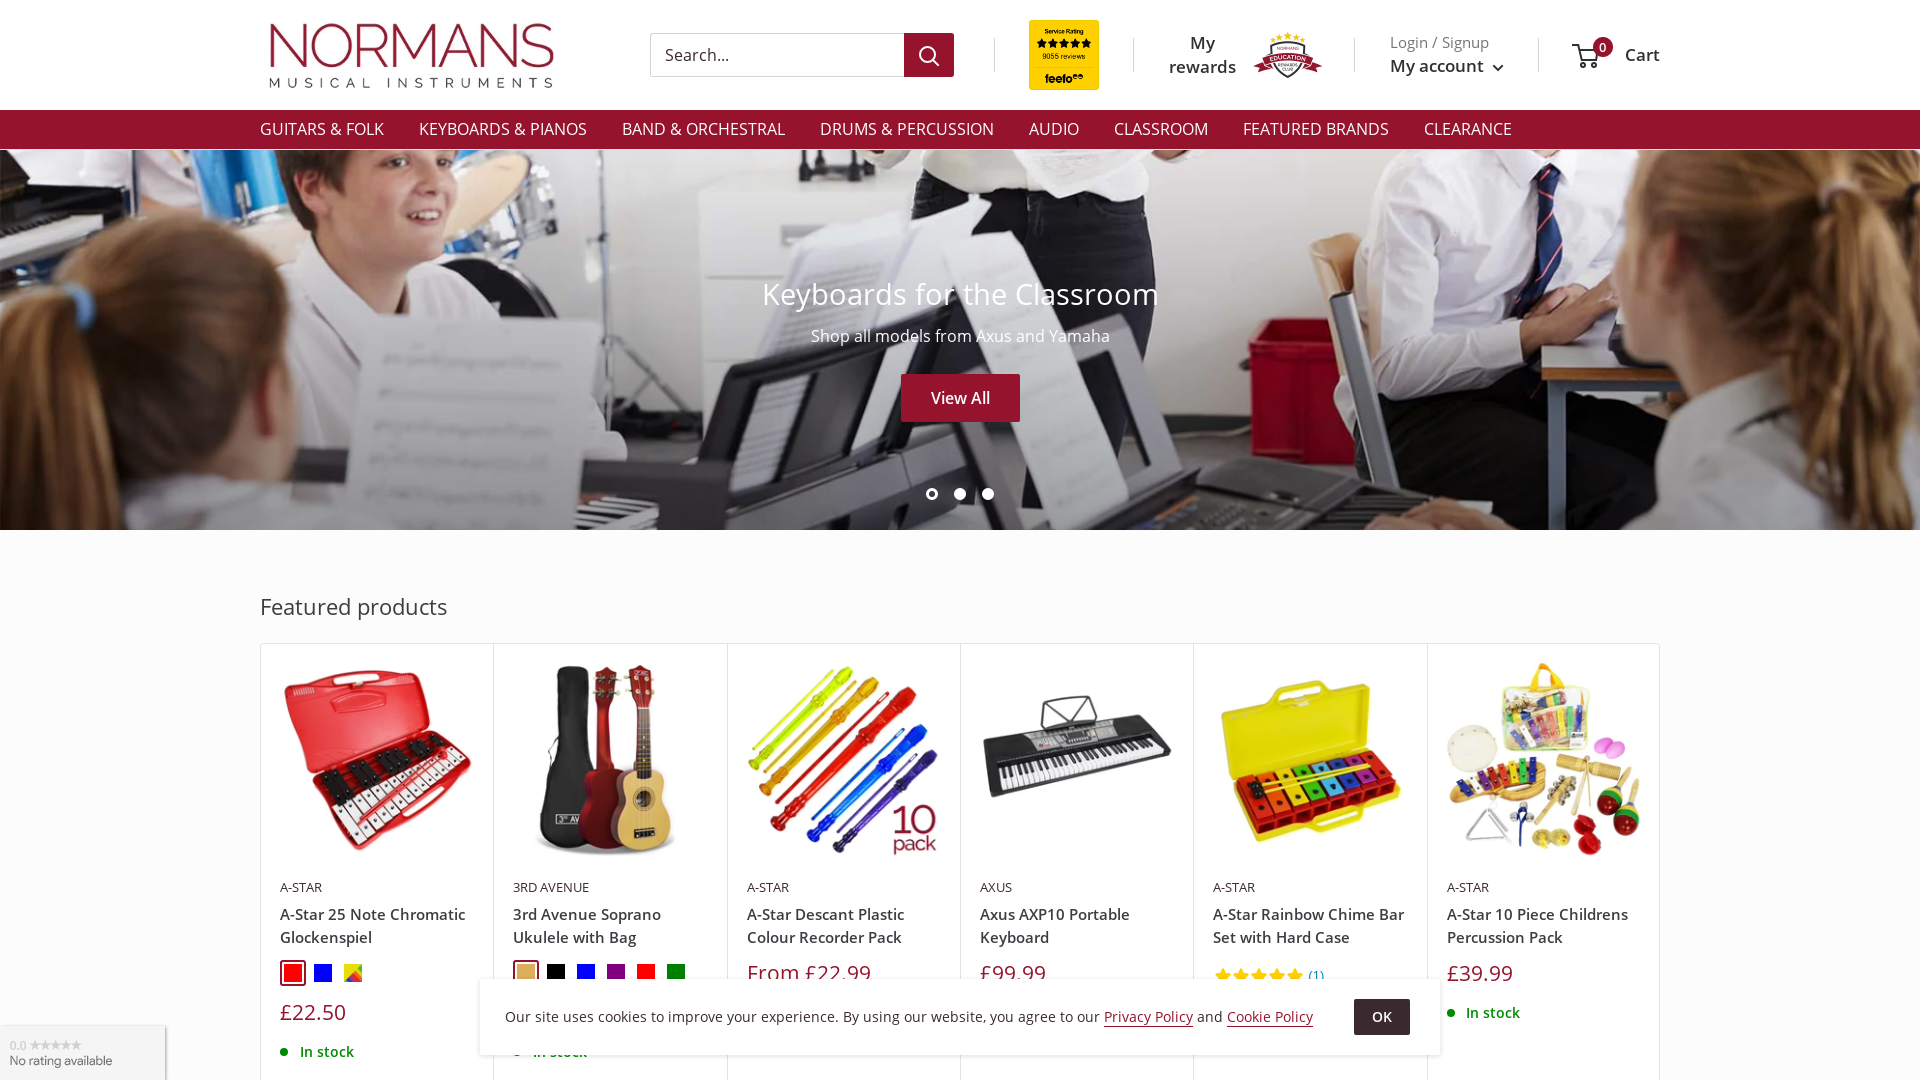 NORMANS
MUSICAL INSTRUMENTS
Search...
Service Rating
9055 reviews
feefo
My
rewards
NORMANS
EDUCATION
REWARDS
CLUB
Login / Signup
My account
0
Cart
GUITARS & FOLK
KEYBOARDS & PIANOS
BAND & ORCHESTRAL
DRUMS & PERCUSSION
AUDIO
CLASSROOM
FEATURED BRANDS
CLEARANCE
Keyboards for the Classroom
Shop all models from Axus and Yamaha
View All
Featured products
10
pack
A-STAR
A-Star 25 Note Chromatic
Glockenspiel
£22.50
In stock
3RD AVENUE
3rd Avenue Soprano
Ukulele with Bag
In stock
A-STAR
A-Star Descant Plastic
Colour Recorder Pack
From £22.99
AXUS
Axus AXP10 Portable
Keyboard
£99.99
A-STAR
A-Star Rainbow Chime Bar
Set with Hard Case
(1)
A-STAR
A-Star 10 Piece Childrens
Percussion Pack
£39.99
In stock
Our site uses cookies to improve your experience. By using our website, you agree to our Privacy Policy and Cookie Policy
OK
0.0
No rating available